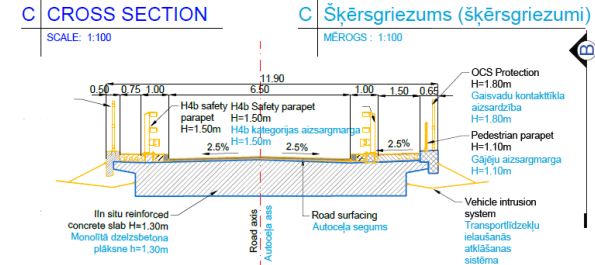 C CROSS SECTION
SCALE: 1:100
C Šķērsgriezums (šķērsgriezumi)
MĒROGS : 1:100
B
11.90
0.50 0.75 1.00 6.50 1.00 1.50 0.65
H4b safety
parapet
H=1.50m
H4b Safety parapet
H=1.50m
H4b kategorijas aizsargmarga
H=1.50m
2.5% 2.5% 2.5%
OCS Protection
H=1.80m
Gaisvadu kontakttīkla
aizsardzība
H=1.80m
Pedestrian parapet
H=1.10m
Gājēju aizsargmarga
H=1.10m
IIn situ reinforced
concrete slab H=1.30m
Monolītā dzelzsbetona
plāksne h=1.30m
Road axis
Autoceļa ass
Road surfacing
Autoceļa segums
Vehicle intrusion
system
Transportlīdzekļu
ielaušanās
atklāšanas
sistēma